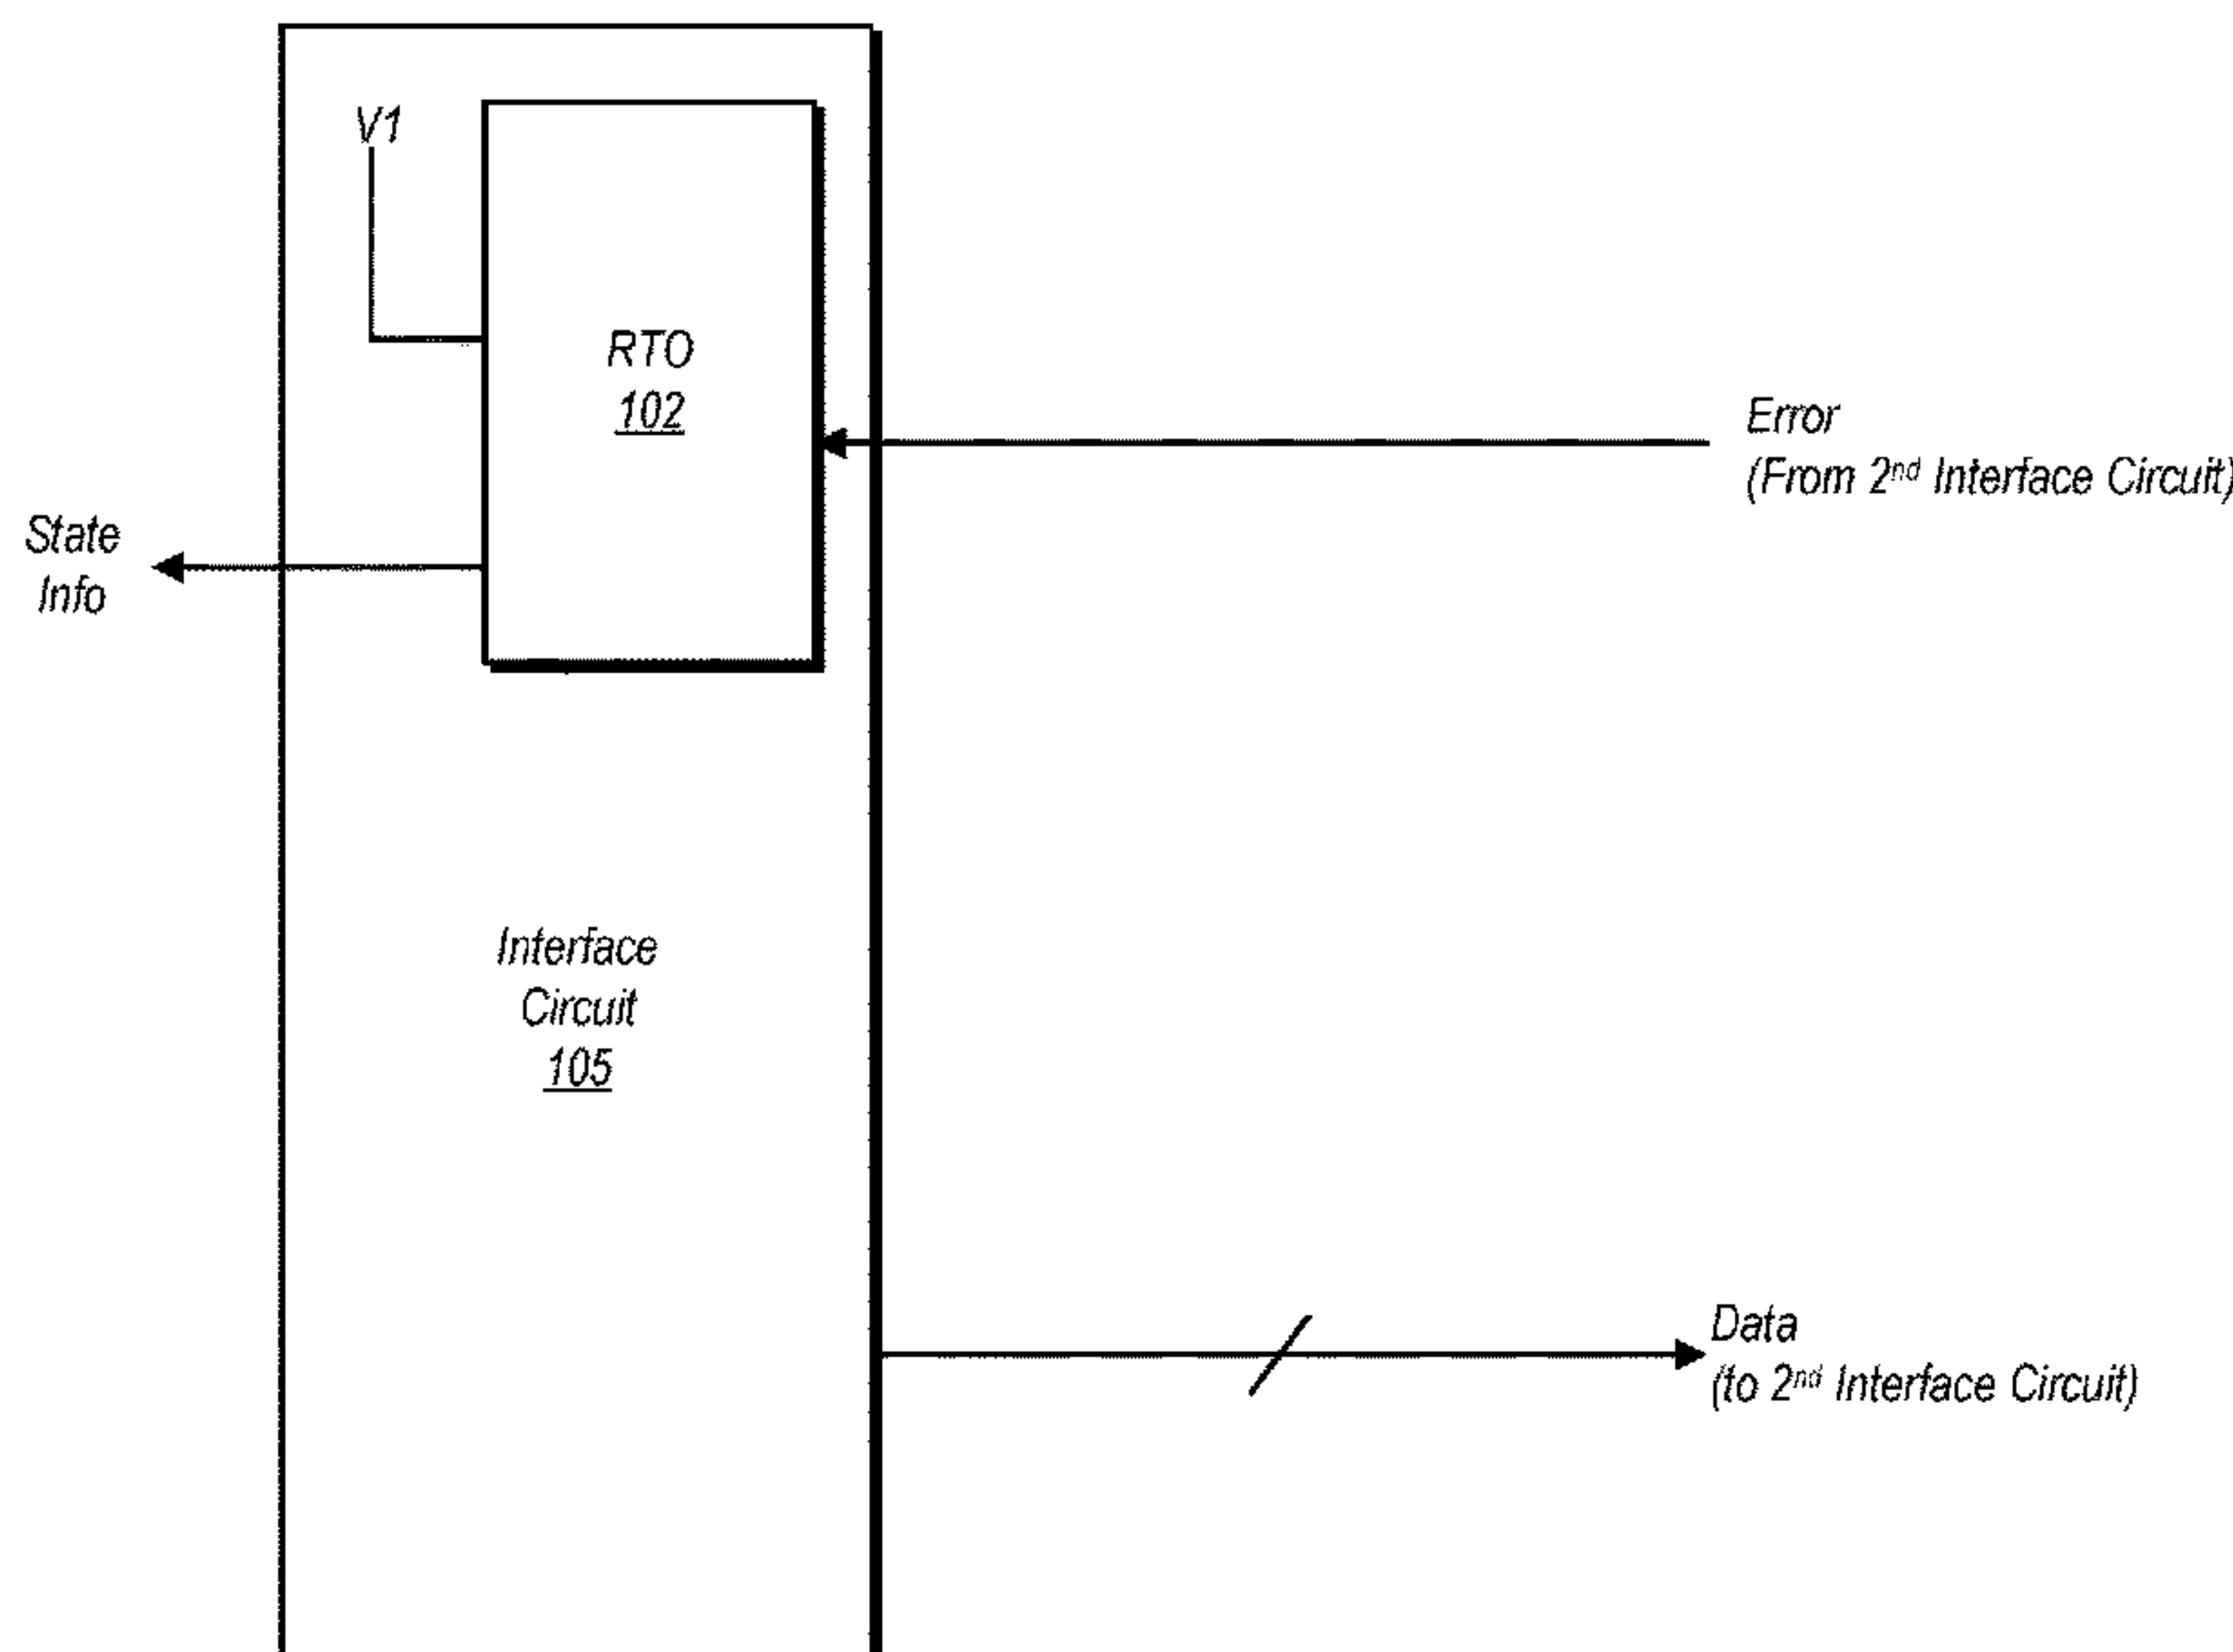 V1
RTO
102
Error
(From 2nd Interface Circuit)
State
Info
Interface
Circuit
105
Data
(to 2nd Interface Circuit)